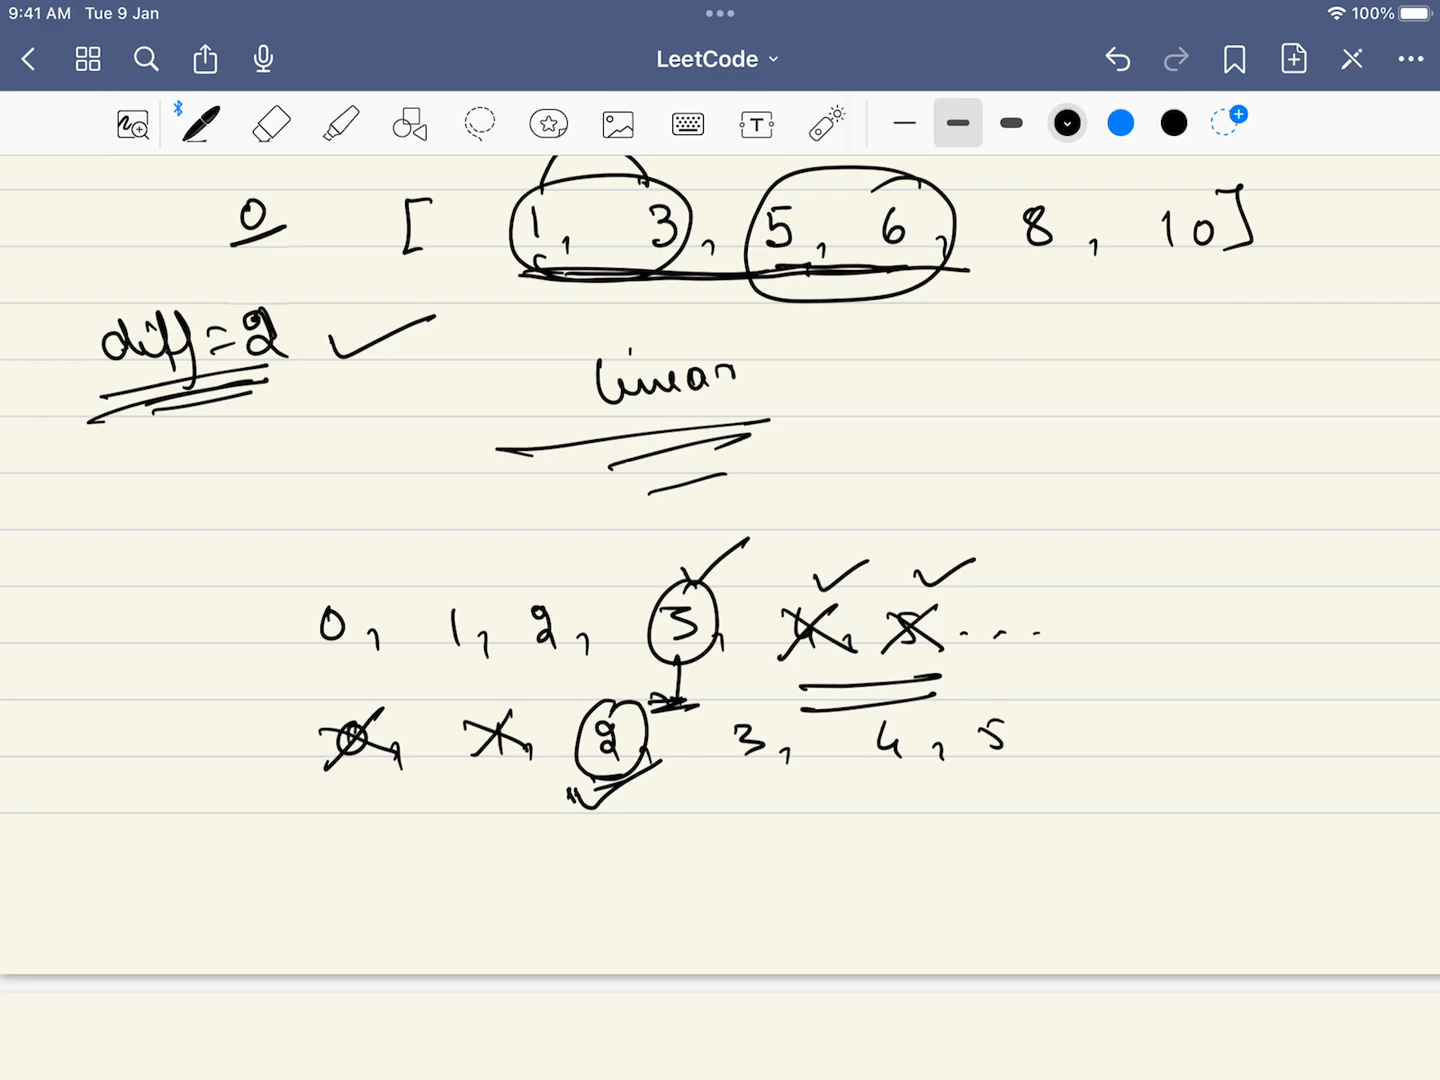 9:41 AM Tue 9 Jan
100%
LeetCode
T
0 [ 1, 3, 5, 6, 8, 10]
diff=2
linear
0, 1, 2, 3, 4, 5 - - -
0, 1, 2, 3, 4, 5